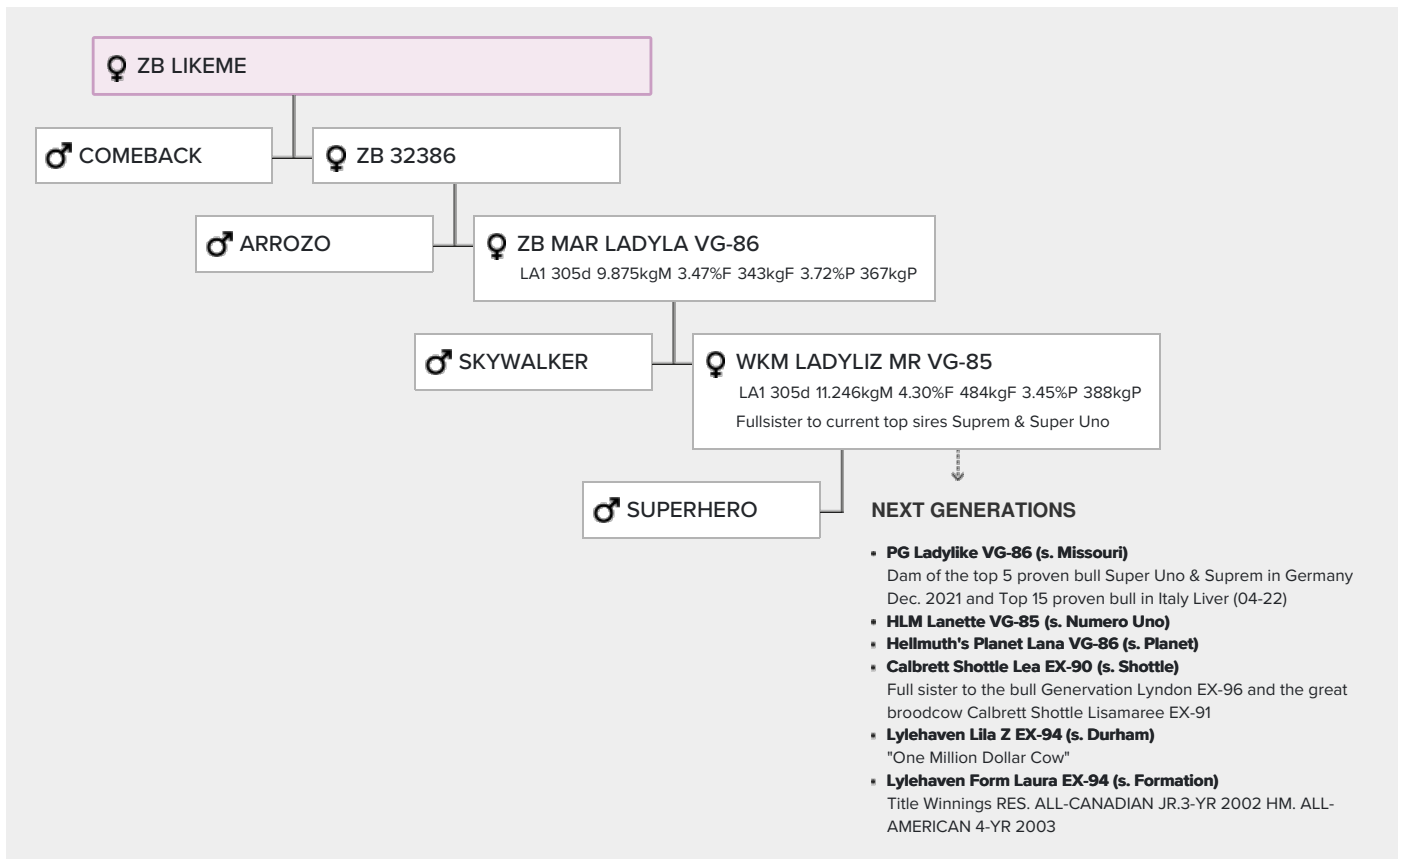 ZB LIKEME
COMEBACK
ZB 32386
ARROZO
ZB MAR LADYLA VG-86
LA1 305d 9.875kgM 3.47%F 343kgF 3.72%P 367kgP
SKYWALKER
WKM LADYLIZ MR VG-85
LA1 305d 11.246kgM 4.30%F 484kgF 3.45%P 388kgP
Fullsister to current top sires Suprem & Super Uno
SUPERHERO
NEXT GENERATIONS
PG Ladylike VG-86 (s. Missouri)
Dam of the top 5 proven bull Super Uno & Suprem in Germany
Dec. 2021 and Top 15 proven bull in Italy Liver (04-22)
HLM Lanette VG-85 (s. Numero Uno)
Hellmuth's Planet Lana VG-86 (s. Planet)
Calbrett Shottle Lea EX-90 (s. Shottle)
Full sister to the bull Genervation Lyndon EX-96 and the great
broodcow Calbrett Shottle Lisamaree EX-91
Lylehaven Lila Z EX-94 (s. Durham)
"One Million Dollar Cow"
Lylehaven Form Laura EX-94 (s. Formation)
Title Winnings RES. ALL-CANADIAN JR.3-YR 2002 HM. ALL-
AMERICAN 4-YR 2003